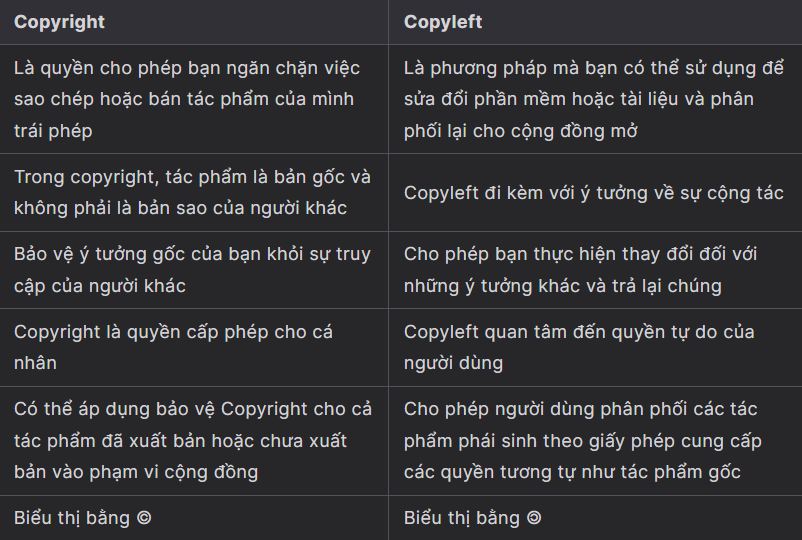 Copyright
Copyleft
Là quyền cho phép bạn ngăn chặn việc
sao chép hoặc bán tác phẩm của mình
trái phép
Là phương pháp mà bạn có thể sử dụng để
sửa đổi phần mềm hoặc tài liệu và phân
phối lại cho cộng đồng mở
Trong copyright, tác phẩm là bản gốc và
không phải là bản sao của người khác
Copyleft đi kèm với ý tưởng về sự cộng tác
Bảo vệ ý tưởng gốc của bạn khỏi sự truy
cập của người khác
Cho phép bạn thực hiện thay đổi đối với
những ý tưởng khác và trả lại chúng
Copyright là quyền cấp phép cho cá
nhân
Copyleft quan tâm đến quyền tự do của
người dùng
Có thể áp dụng bảo vệ Copyright cho cả
tác phẩm đã xuất bản hoặc chưa xuất
bản vào phạm vi cộng đồng
Cho phép người dùng phân phối các tác
phẩm phái sinh theo giấy phép cung cấp
các quyền tương tự như tác phẩm gốc
Biểu thị bằng ©
Biểu thị bằng 🄯